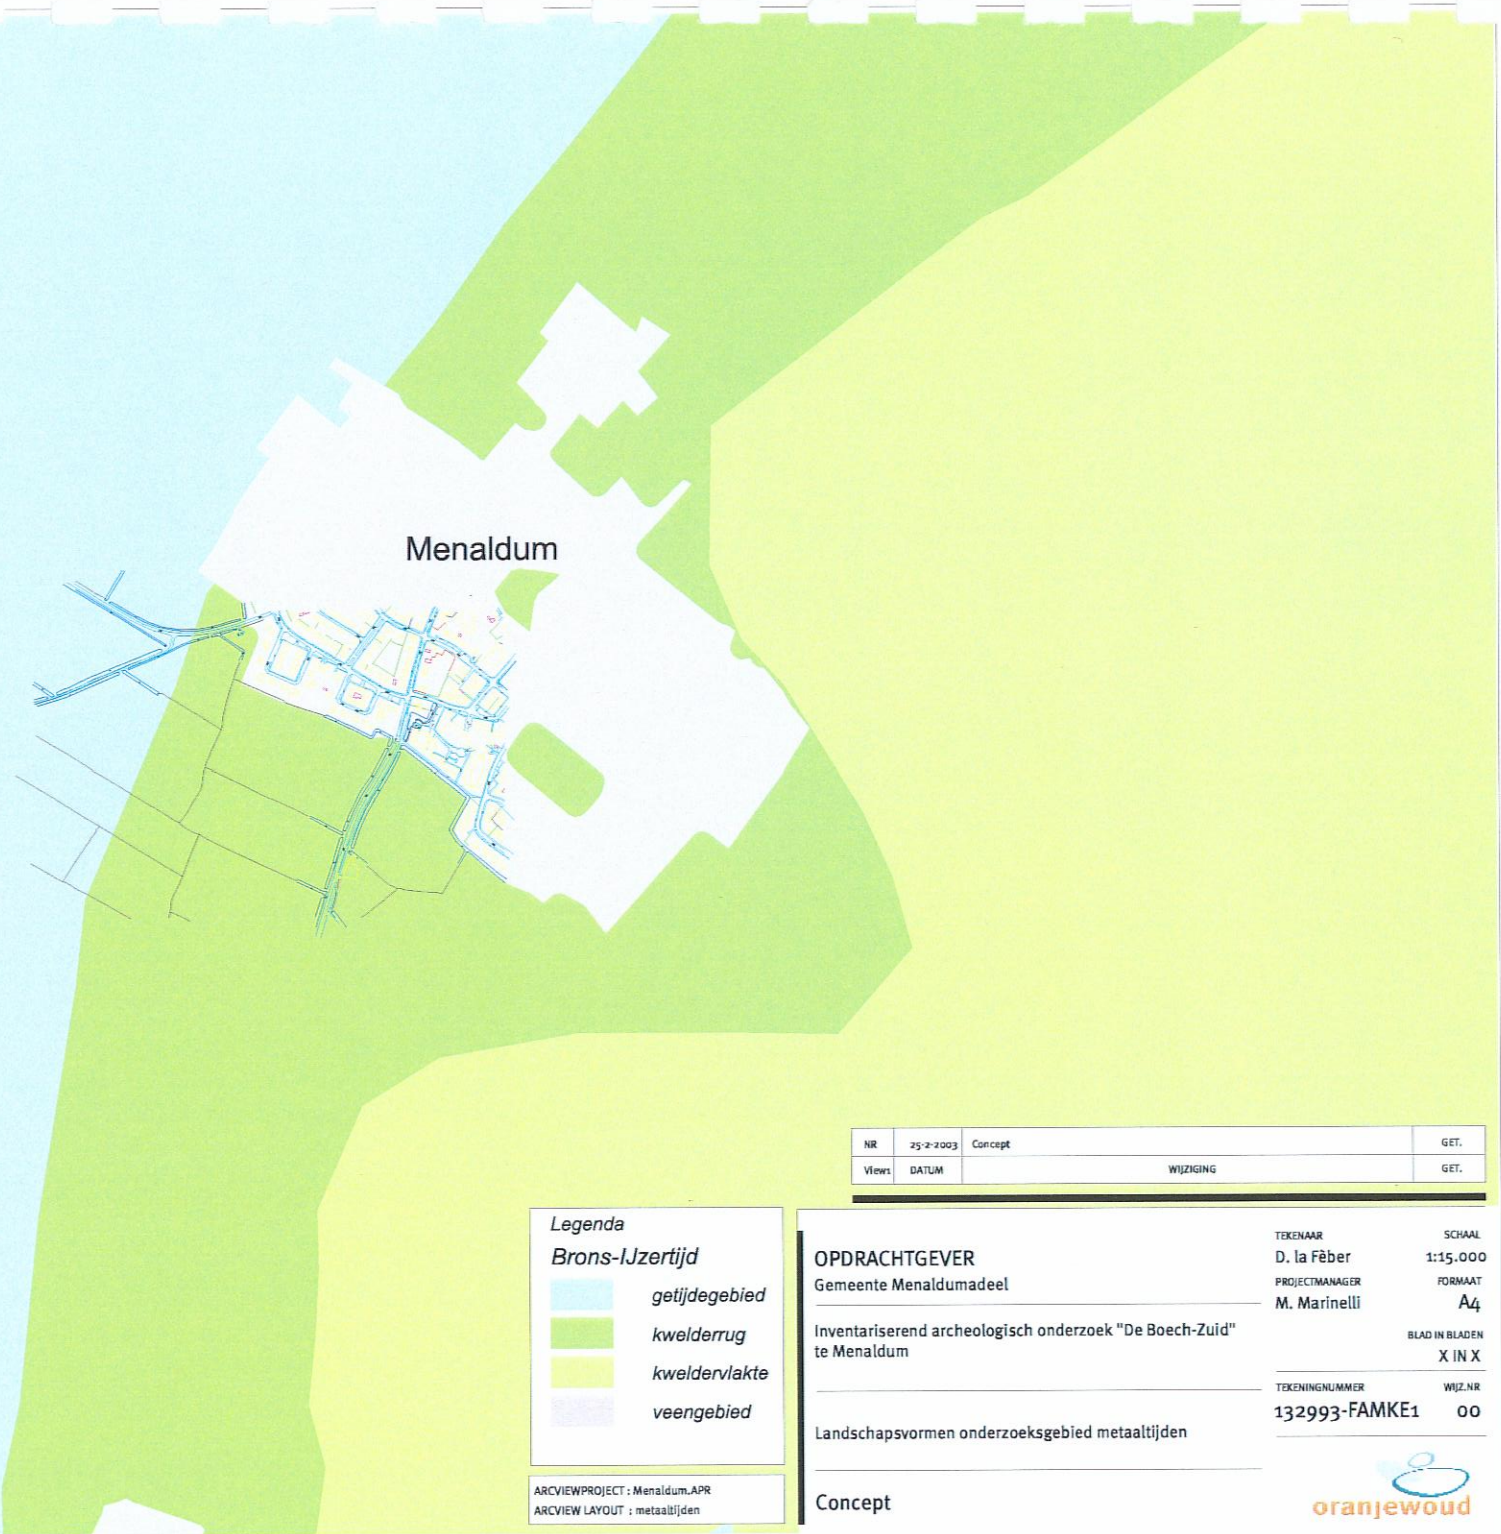 Menaldum
NR 25-2-2003 Concept GET.
View1 DATUM WIJZIGING GET.
Legenda
Brons-IJzertijd
getijdegebied
kwelderrug
kweldervlakte
veengebied
ARCVIEWPROJECT : Menaldum.APR
ARCVIEW LAYOUT : metaaltijden
OPDRACHTGEVER
Gemeente Menaldumadeel
Inventariserend archeologisch onderzoek "De Boech-Zuid"
te Menaldum
Landschapsvormen onderzoeksgebied metaaltijden
Concept
TEKENAAR SCHAAL
D. la Fèber 1:15.000
PROJECTMANAGER FORMAAT
M. Marinelli A4
BLAD IN BLADEN
X IN X
TEKENINGNUMMER WIJZ.NR
132993-FAMKE1 00
oranjewoud